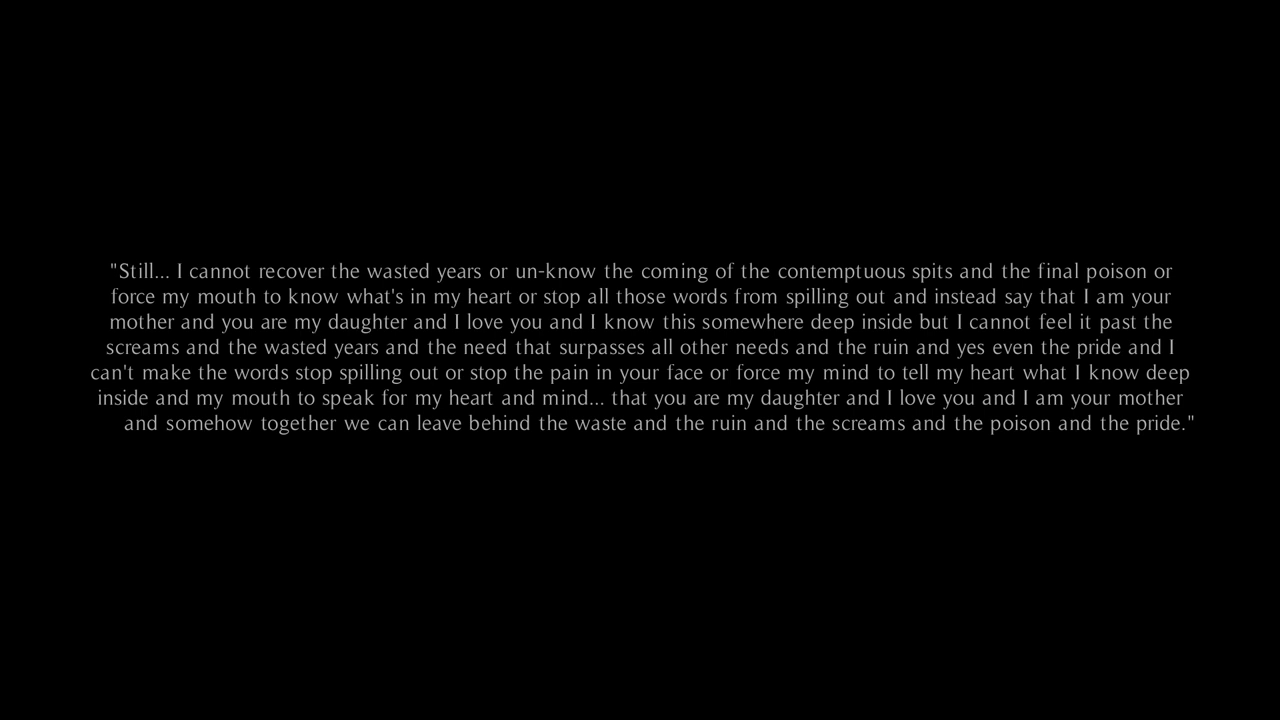 "Still... I cannot recover the wasted years or un-know the coming of the contemptuous spits and the final poison or
force my mouth to know what's in my heart or stop all those words from spilling out and instead say that I am your
mother and you are my daughter and I love you and I know this somewhere deep inside but I cannot feel it past the
screams and the wasted years and the need that surpasses all other needs and the ruin and yes even the pride and I
can't make the words stop spilling out or stop the pain in your face or force my mind to tell my heart what I know deep
inside and my mouth to speak for my heart and mind... that you are my daughter and I love you and I am your mother
and somehow together we can leave behind the waste and the ruin and the screams and the poison and the pride."